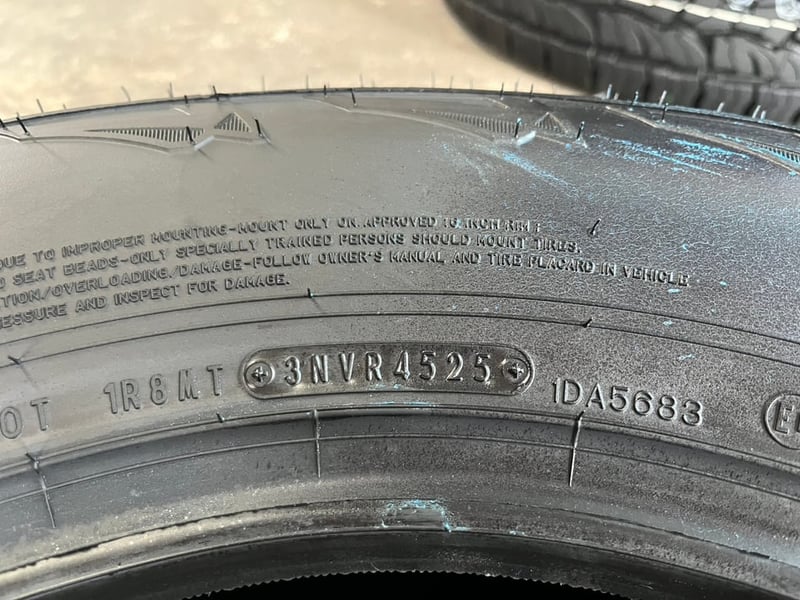 DUE TO IMPROPER MOUNTING-MOUNT ONLY ON APPROVED 16 INCH RIM
SEAT BEADS-ONLY SPECIALLY TRAINED PERSONS SHOULD MOUNT TIRES.
TION/OVERLOADING/DAMAGE-FOLLOW OWNER'S MANUAL AND TIRE PLACARD IN VEHICLE
ESSURE AND INSPECT FOR DAMAGE.
OT 1R8MT 3NVR4525 1DA5683 E